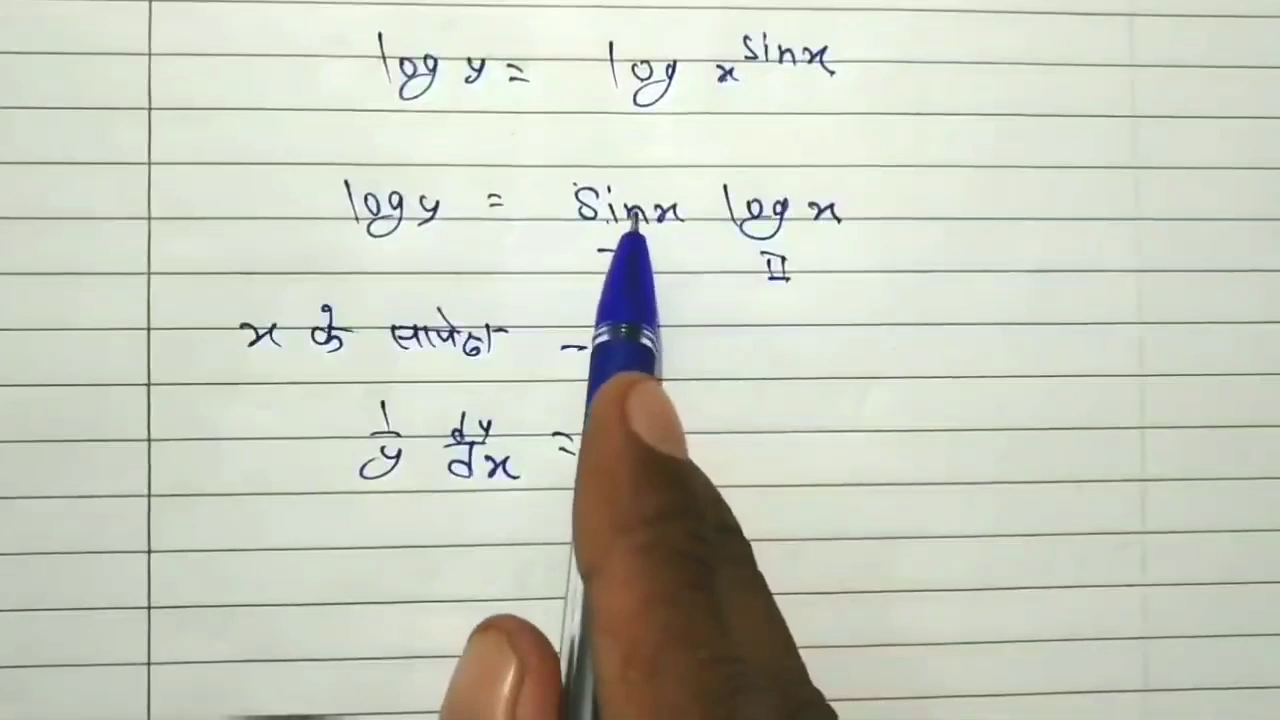 log y = log x^sinx
log y = Sinx log x
II
x के सापेक्ष -
1/y dy/dx =